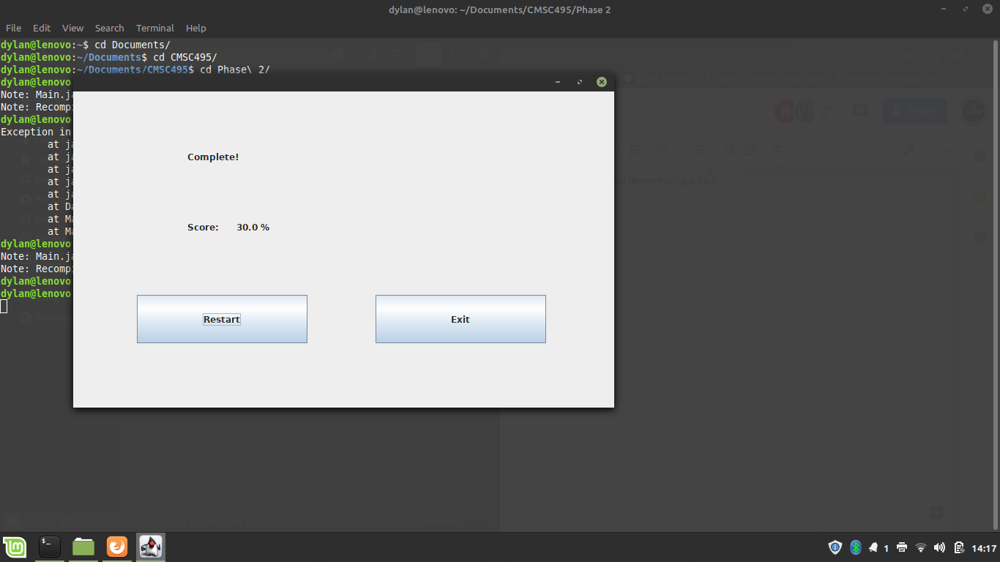 dylan@lenovo: ~/Documents/CMSC495/Phase 2
File Edit View Search Terminal Help
dylan@lenovo:~$ cd Documents/
dylan@lenovo:~/Documents$ cd CMSC495/
dylan@lenovo:~/Documents/CMSC495$ cd Phase\ 2/
dylan@lenovo
Note: Main.ja
Note: Recomp
dylan@lenovo
Exception in
at ja
at ja
at ja
at ja
at ja
at Da
at Ma
at Ma
dylan@lenovo
Note: Main.ja
Note: Recomp
dylan@lenovo
dylan@lenovo
Complete!
Score: 30.0 %
Restart Exit
determining which
1 14:17